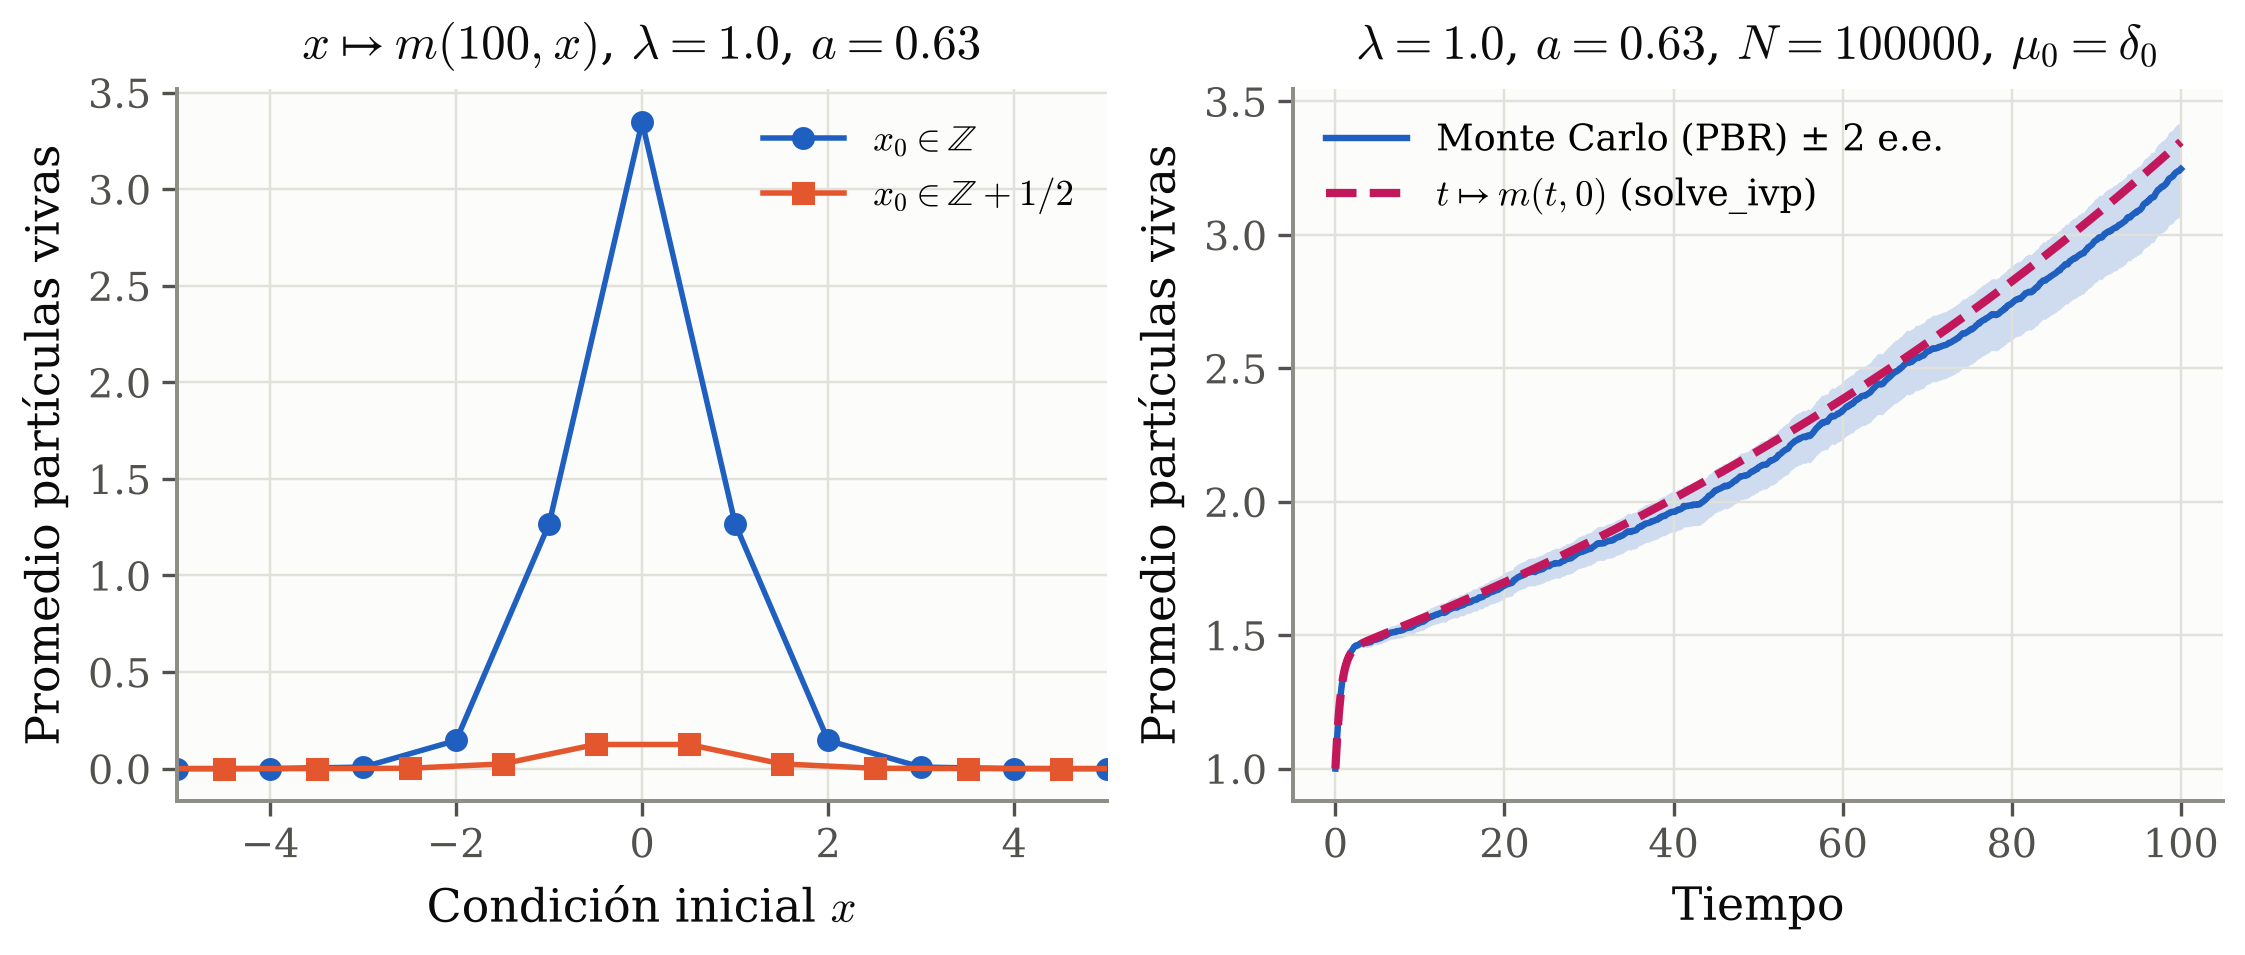 x ↦ m(100, x), λ = 1.0, a = 0.63
Promedio partículas vivas
3.5
3.0
2.5
2.0
1.5
1.0
0.5
0.0
x₀ ∈ ℤ
x₀ ∈ ℤ + 1/2
−4
−2
0
2
4
Condición inicial x
λ = 1.0, a = 0.63, N = 100000, μ₀ = δ₀
Promedio partículas vivas
3.5
3.0
2.5
2.0
1.5
1.0
Monte Carlo (PBR) ± 2 e.e.
t ↦ m(t, 0) (solve_ivp)
0
20
40
60
80
100
Tiempo